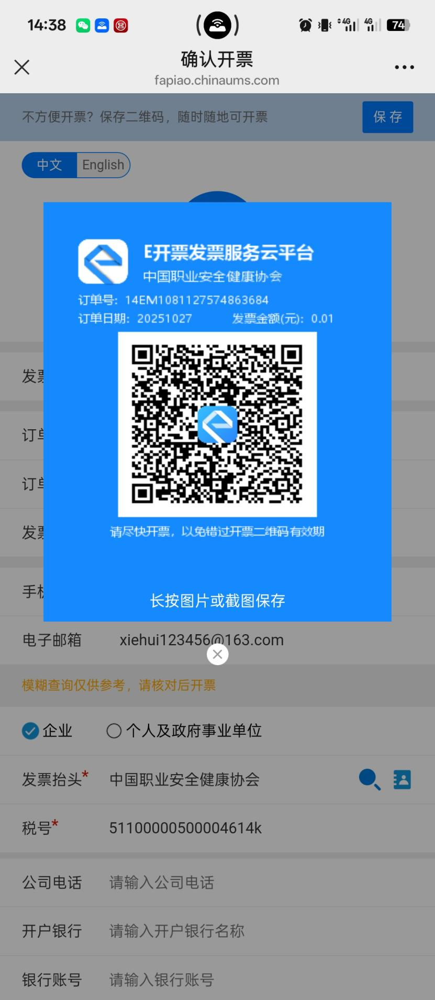 14:38
4G
4G
74
确认开票
fapiao.chinaums.com
不方便开票？保存二维码，随时随地可开票
保存
中文
English
E开票发票服务云平台
中国职业安全健康协会
订单号: 14EM1081127574863684
订单日期: 20251027 发票金额(元): 0.01
发
订
订
发
请尽快开票，以免错过开票二维码有效期
手
长按图片或截图保存
电子邮箱 xiehui123456@163.com
模糊查询仅供参考，请核对后开票
企业 个人及政府事业单位
发票抬头* 中国职业安全健康协会
税号* 51100000500004614k
公司电话 请输入公司电话
开户银行 请输入开户银行名称
银行账号 请输入银行账号